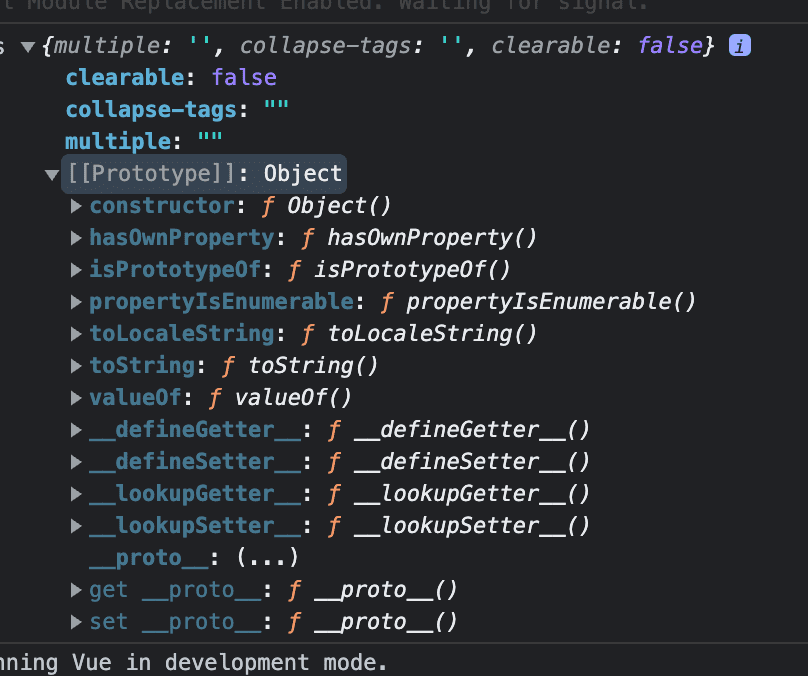 t Module Replacement Enabled. Waiting for signal.
s ▼{multiple: '', collapse-tags: '', clearable: false} i
clearable: false
collapse-tags: ""
multiple: ""
▼[[Prototype]]: Object
▶constructor: ƒ Object()
▶hasOwnProperty: ƒ hasOwnProperty()
▶isPrototypeOf: ƒ isPrototypeOf()
▶propertyIsEnumerable: ƒ propertyIsEnumerable()
▶toLocaleString: ƒ toLocaleString()
▶toString: ƒ toString()
▶valueOf: ƒ valueOf()
▶__defineGetter__: ƒ __defineGetter__()
▶__defineSetter__: ƒ __defineSetter__()
▶__lookupGetter__: ƒ __lookupGetter__()
▶__lookupSetter__: ƒ __lookupSetter__()
__proto__: (...)
▶get __proto__: ƒ __proto__()
▶set __proto__: ƒ __proto__()
nning Vue in development mode.